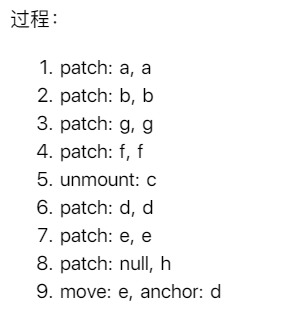 过程：
1. patch: a, a
2. patch: b, b
3. patch: g, g
4. patch: f, f
5. unmount: c
6. patch: d, d
7. patch: e, e
8. patch: null, h
9. move: e, anchor: d